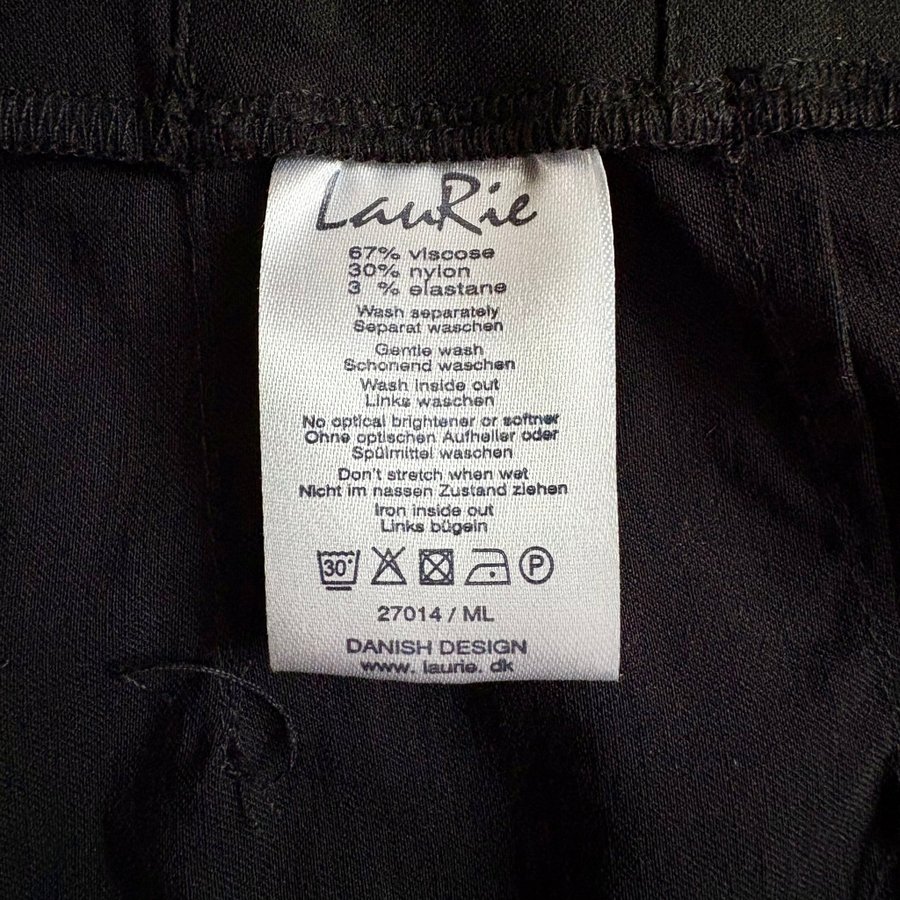 LauRie
67% viscose
30% nylon
3 % elastane
Wash separately
Separat waschen
Gentle wash
Schonend waschen
Wash inside out
Links waschen
No optical brightener or softner
Ohne optischen Aufheller oder
Spülmittel waschen
Don't stretch when wet
Nicht im nassen Zustand ziehen
Iron inside out
Links bügeln
30° P
27014 / ML
DANISH DESIGN
www. laurie. dk